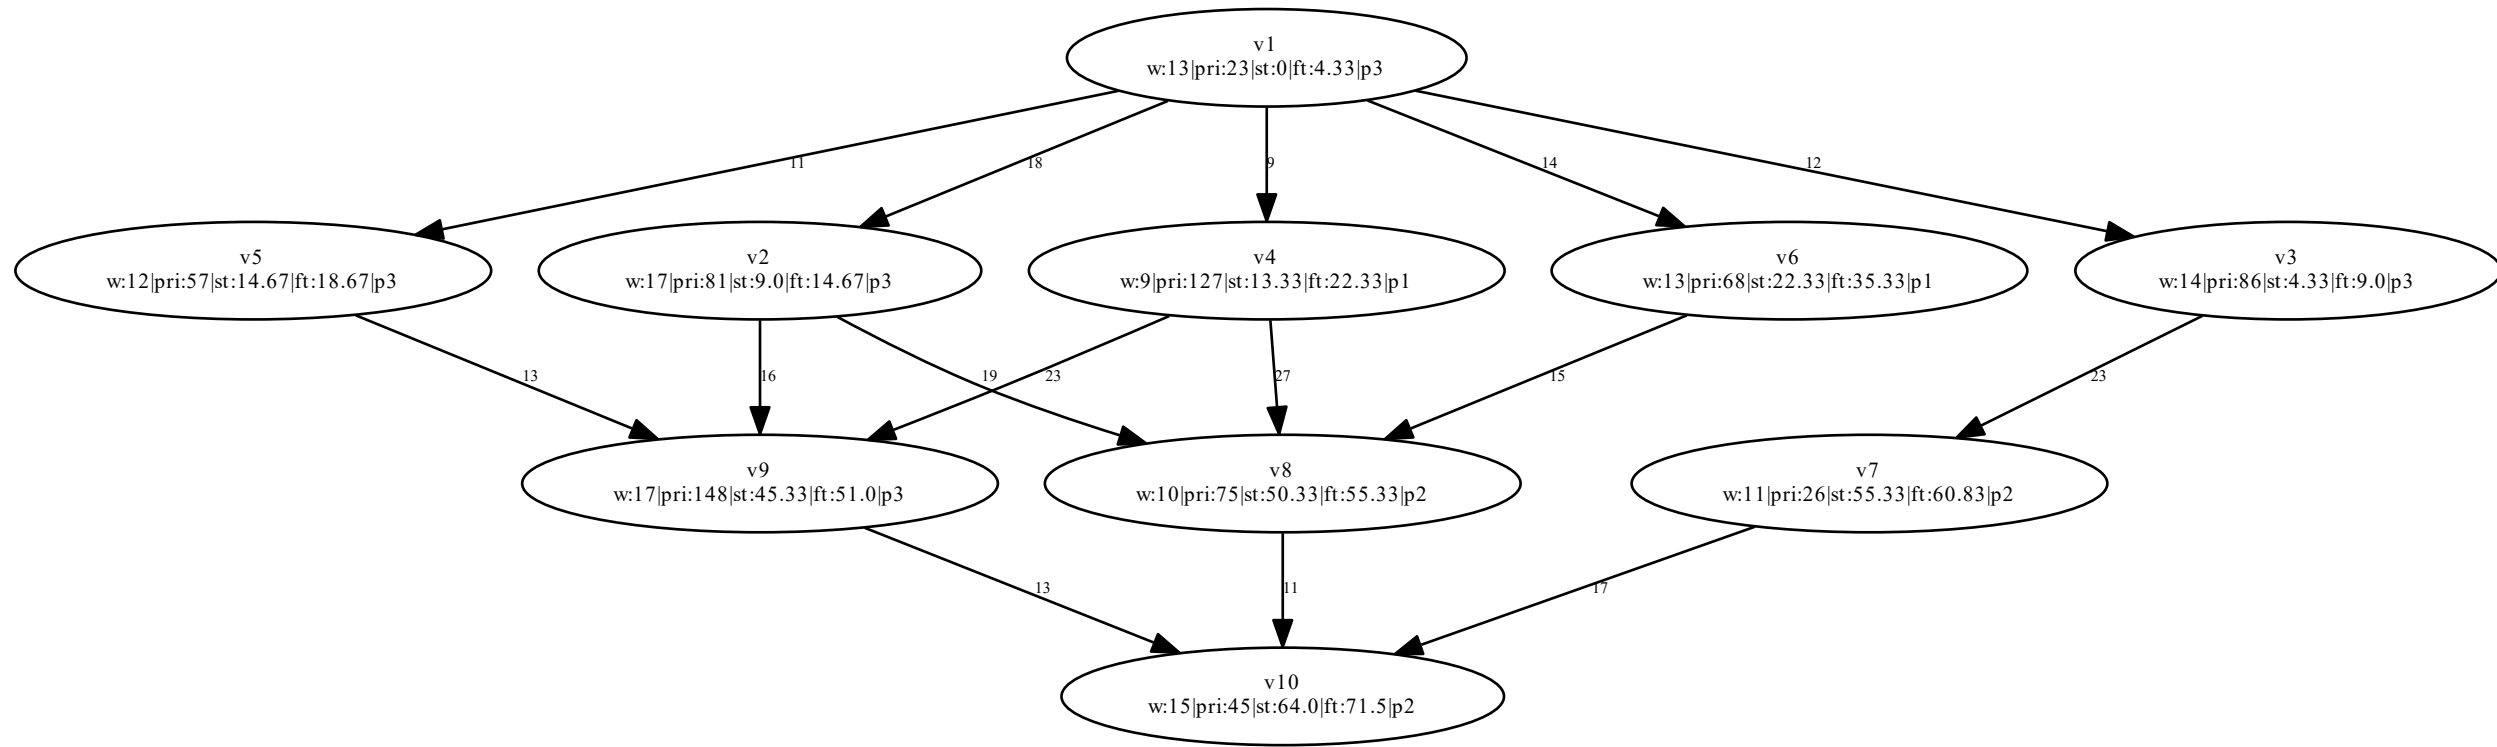 v1
w:13|pri:23|st:0|ft:4.33|p3
11
18
9
14
12
v5
w:12|pri:57|st:14.67|ft:18.67|p3
v2
w:17|pri:81|st:9.0|ft:14.67|p3
v4
w:9|pri:127|st:13.33|ft:22.33|p1
v6
w:13|pri:68|st:22.33|ft:35.33|p1
v3
w:14|pri:86|st:4.33|ft:9.0|p3
13
16
19
23
27
15
23
v9
w:17|pri:148|st:45.33|ft:51.0|p3
v8
w:10|pri:75|st:50.33|ft:55.33|p2
v7
w:11|pri:26|st:55.33|ft:60.83|p2
13
11
17
v10
w:15|pri:45|st:64.0|ft:71.5|p2